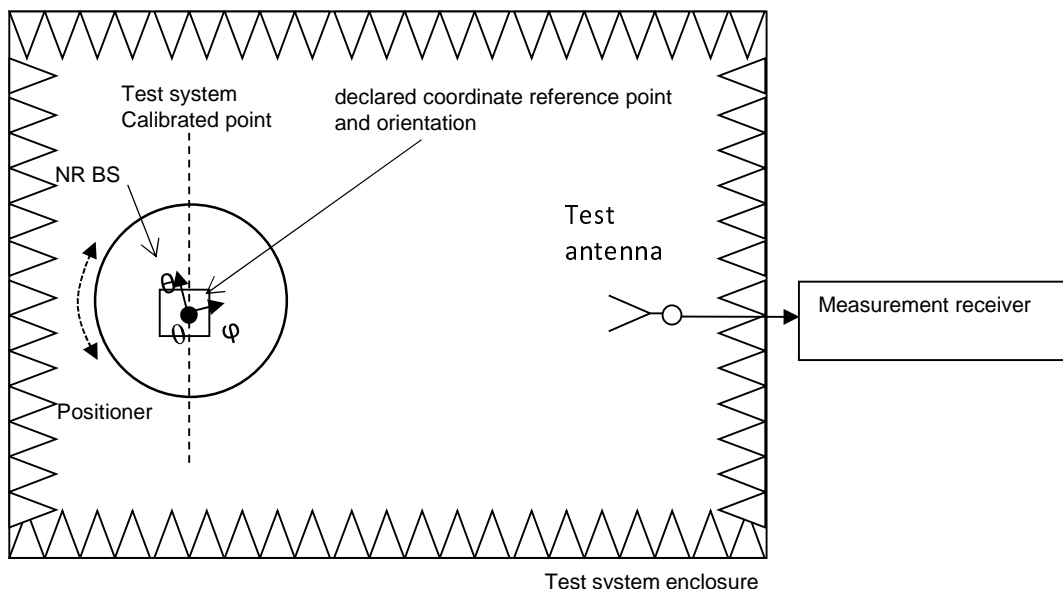 Test system
Calibrated point
declared coordinate reference point
and orientation
NR BS
Test
antenna
θ
0
φ
Measurement receiver
Positioner
Test system enclosure